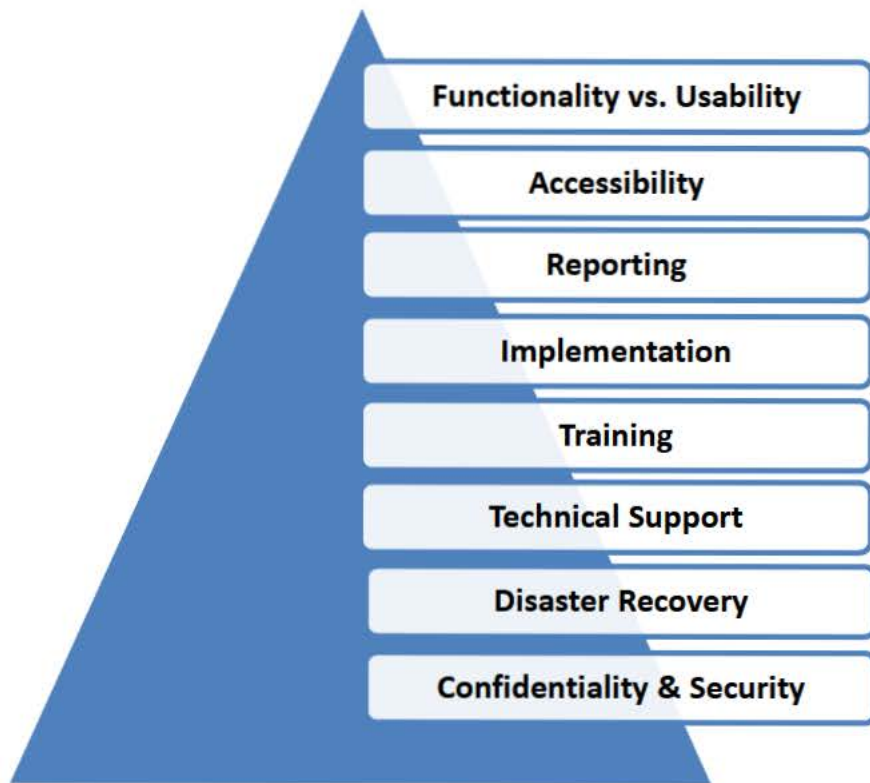 Functionality vs. Usability
Accessibility
Reporting
Implementation
Training
Technical Support
Disaster Recovery
Confidentiality & Security